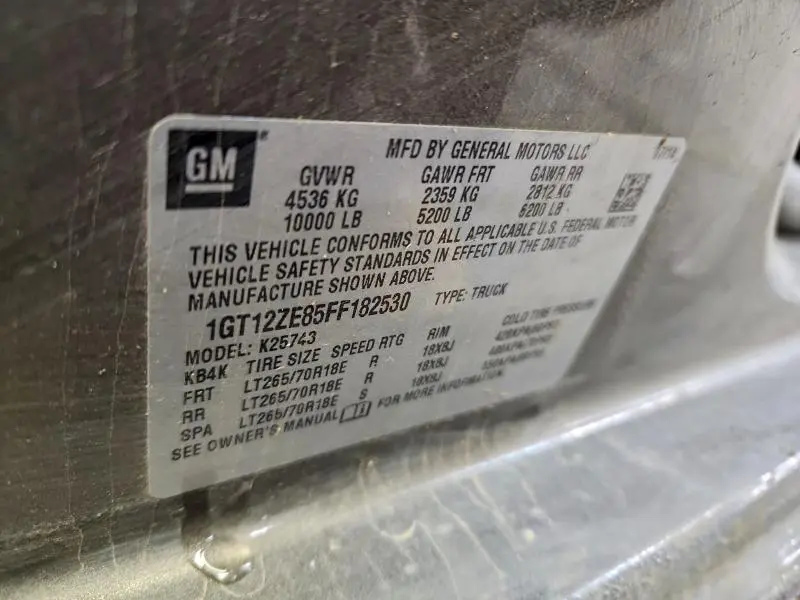 GM
MFD BY GENERAL MOTORS LLC
GVWR GAWR FRT GAWR RR
4536 KG 2359 KG 2812 KG
10000 LB 5200 LB 6200 LB
THIS VEHICLE CONFORMS TO ALL APPLICABLE U.S. FEDERAL MOTOR
VEHICLE SAFETY STANDARDS IN EFFECT ON THE DATE OF
MANUFACTURE SHOWN ABOVE.
1GT12ZE85FF182530 TYPE: TRUCK
MODEL: K25743
KB4K TIRE SIZE SPEED RTG RIM COLD TIRE PRESSURE
FRT LT265/70R18E R 18X8J
RR LT265/70R18E R 18X8J
SPA LT265/70R18E S 18X8J
SEE OWNER'S MANUAL FOR MORE INFORMATION.